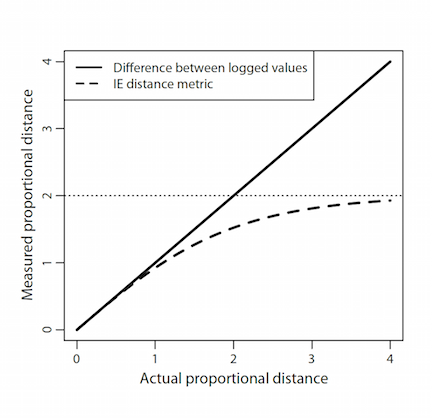 Difference between logged values
IE distance metric
Measured proportional distance
4
3
2
1
0
0 1 2 3 4
Actual proportional distance